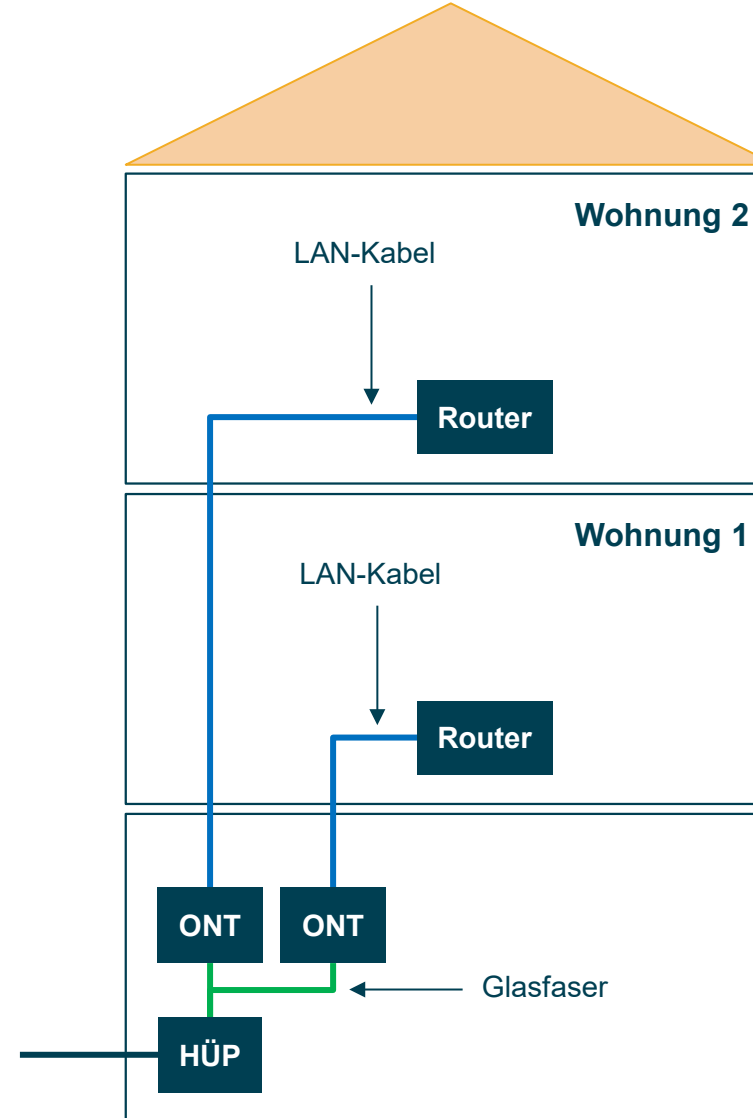 Wohnung 2
LAN-Kabel
Router
Wohnung 1
LAN-Kabel
Router
ONT
ONT
Glasfaser
HÜP